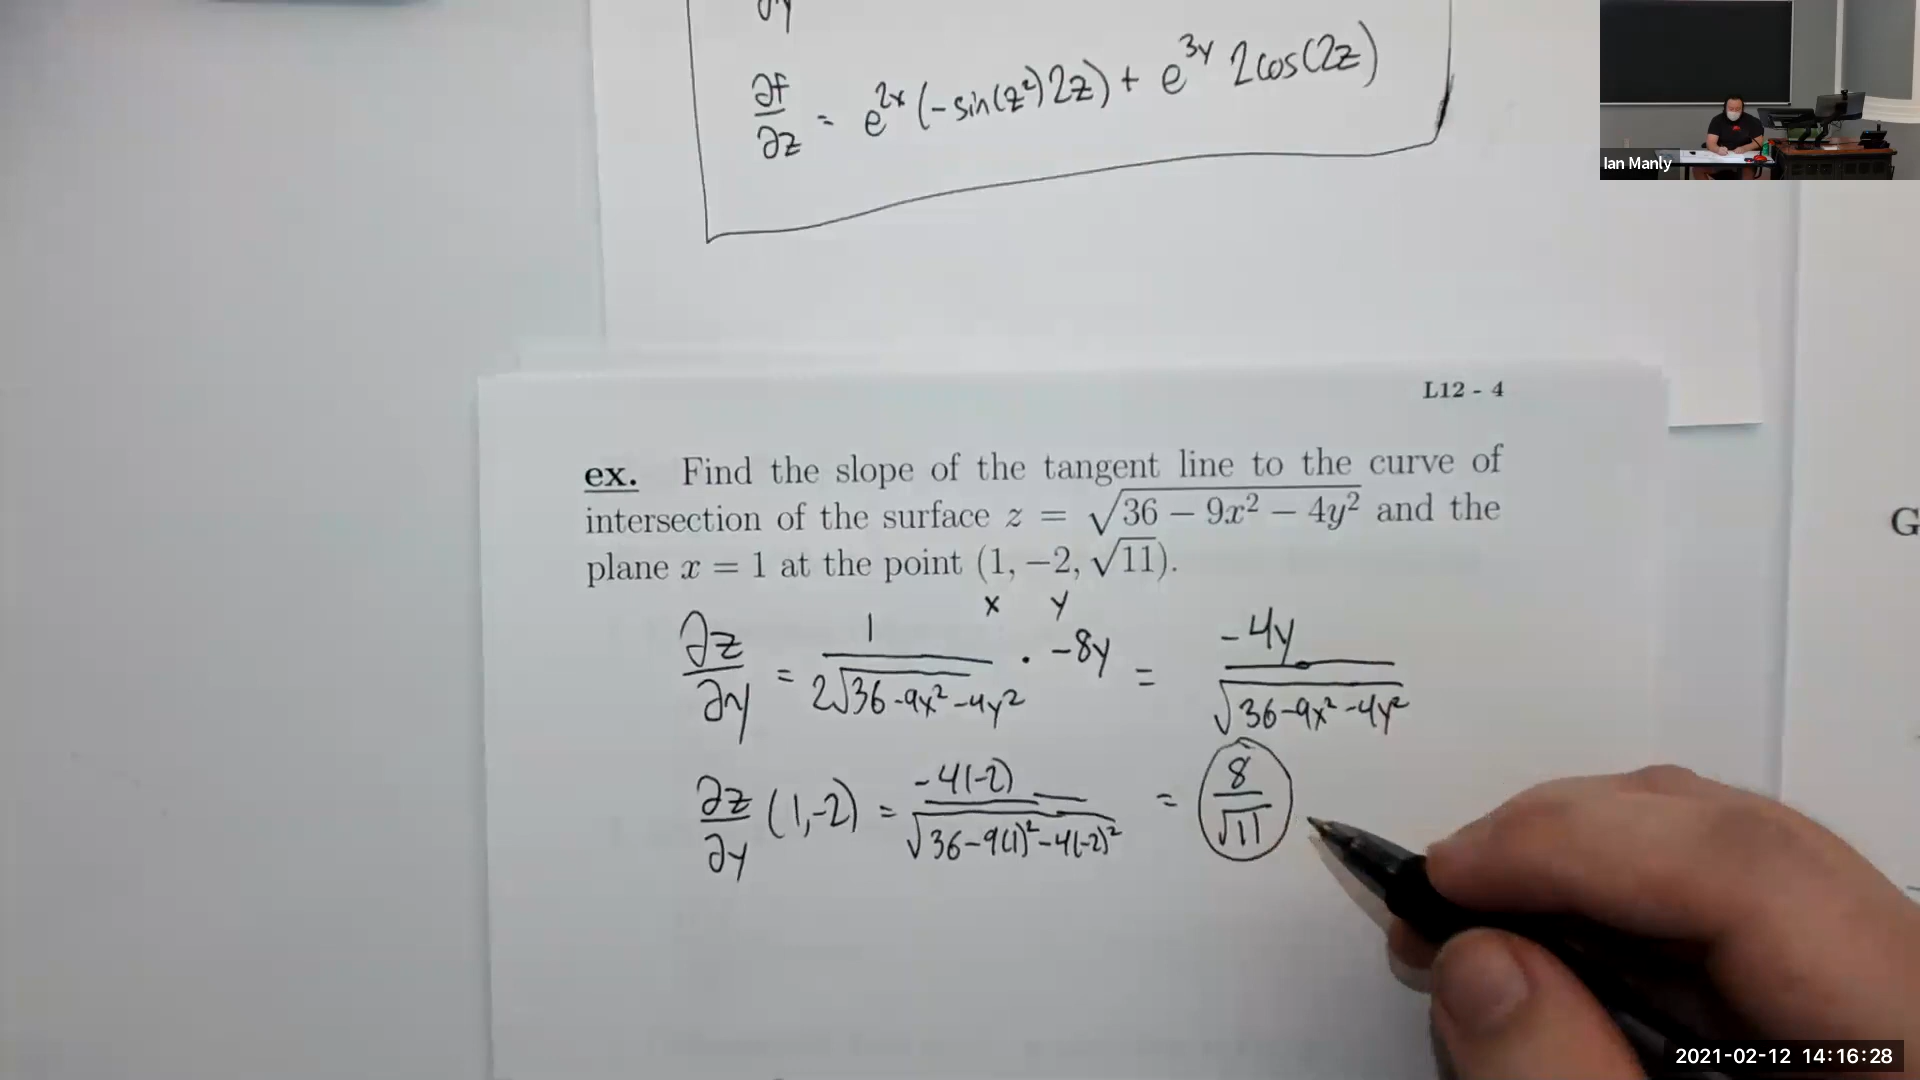 ∂y
∂f/∂z = e^{2x}(-sin(z²)2z) + e^{3y} 2cos(2z)
Ian Manly
L12 - 4
ex. Find the slope of the tangent line to the curve of
intersection of the surface z = √(36 − 9x² − 4y²) and the
plane x = 1 at the point (1, −2, √11).
x y
∂z/∂y = 1/(2√(36-9x²-4y²)) · -8y = -4y/√(36-9x²-4y²)
∂z/∂y (1,-2) = -4(-2)/√(36-9(1)²-4(-2)²) = 8/√11
G
2021-02-12 14:16:28